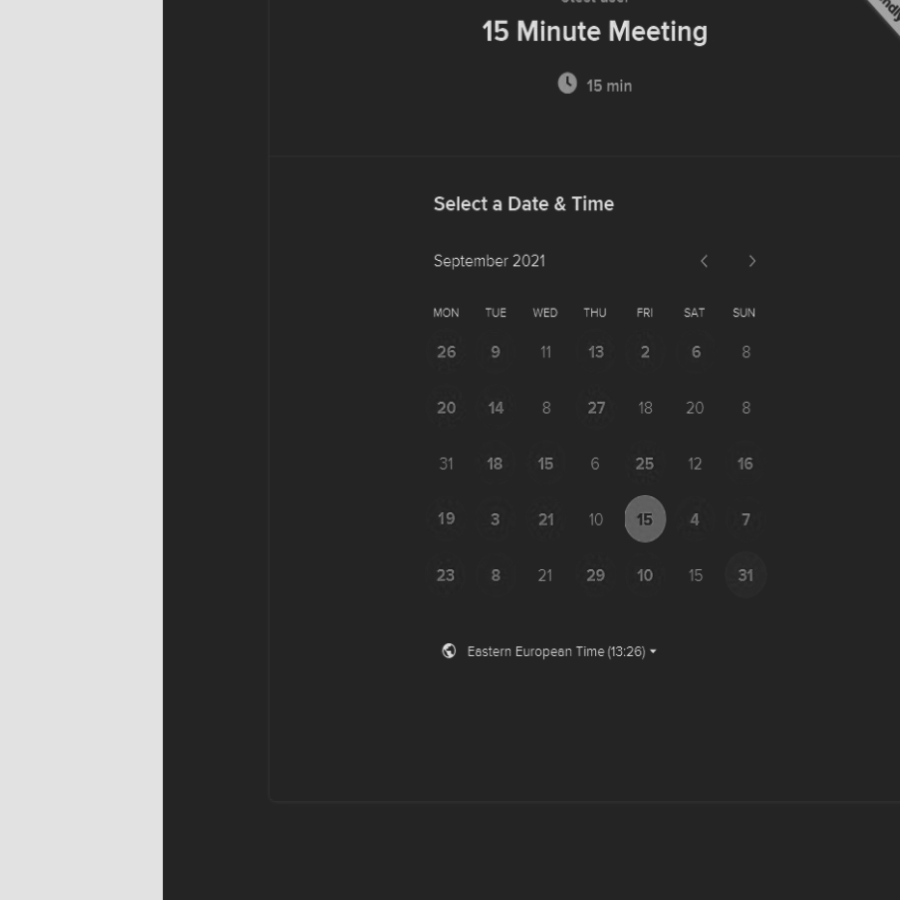 15 Minute Meeting
15 min
Select a Date & Time
September 2021
MON TUE WED THU FRI SAT SUN
26 9 11 13 2 6 8
20 14 8 27 18 20 8
31 18 15 6 25 12 16
19 3 21 10 15 4 7
23 8 21 29 10 15 31
Eastern European Time (13:26)